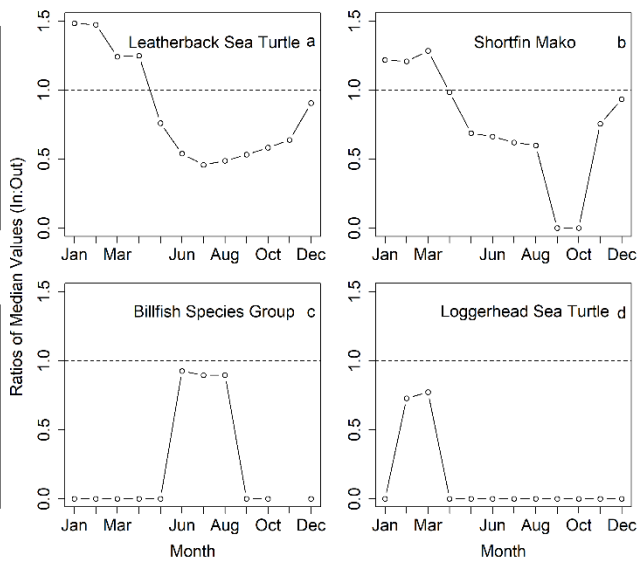 Ratios of Median Values (In:Out)
Leatherback Sea Turtle a
1.5
1.0
0.5
0.0
Jan Mar Jun Aug Oct Dec
Shortfin Mako b
1.5
1.0
0.5
0.0
Jan Mar Jun Aug Oct Dec
Billfish Species Group c
1.5
1.0
0.5
0.0
Jan Mar Jun Aug Oct Dec
Month
Loggerhead Sea Turtle d
1.5
1.0
0.5
0.0
Jan Mar Jun Aug Oct Dec
Month